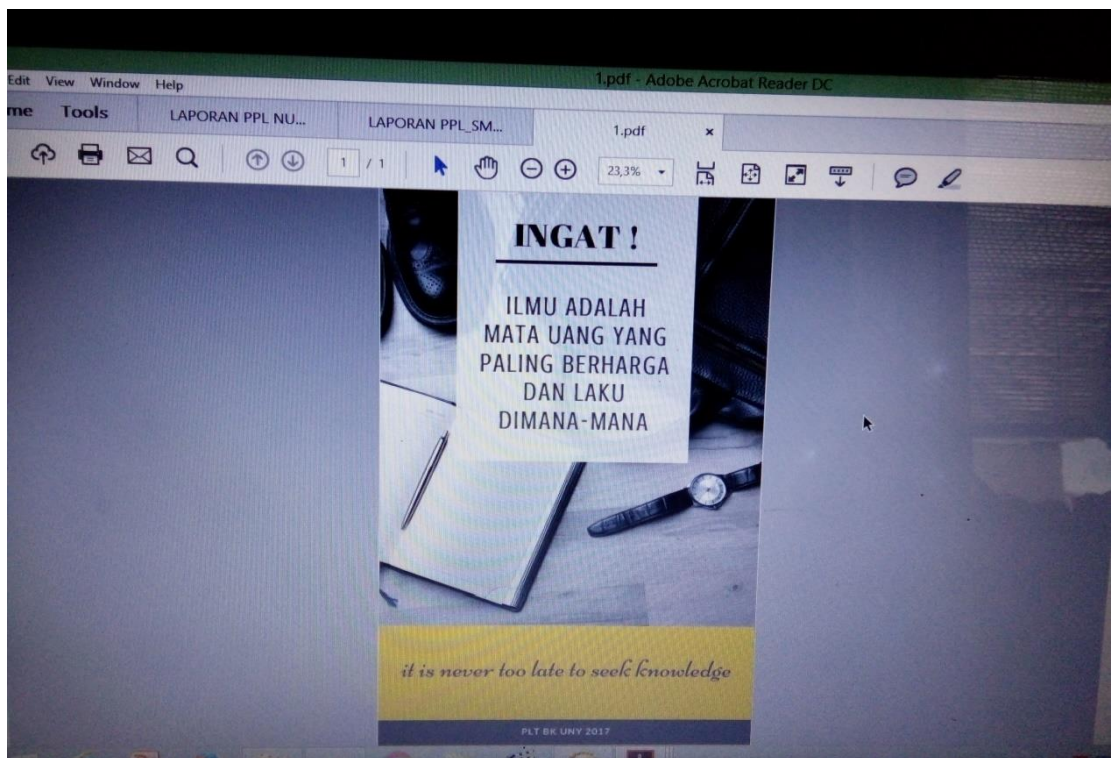 1.pdf - Adobe Acrobat Reader DC
Edit View Window Help
me Tools LAPORAN PPL NU... LAPORAN PPL_SM... 1.pdf ×
1 / 1 23,3%
INGAT !
ILMU ADALAH
MATA UANG YANG
PALING BERHARGA
DAN LAKU
DIMANA-MANA
it is never too late to seek knowledge
PLT BK UNY 2017